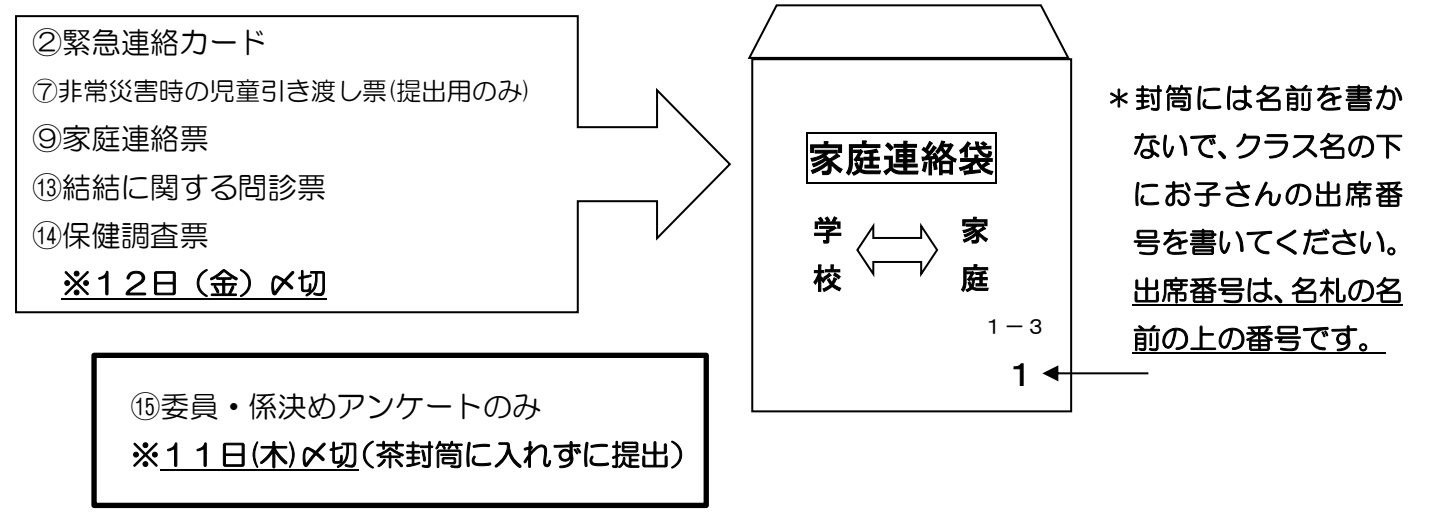 ②緊急連絡カード
⑦非常災害時の児童引き渡し票(提出用のみ)
⑨家庭連絡票
⑬結結に関する問診票
⑭保健調査票
※12日（金）〆切
家庭連絡袋
学校
家庭
1－3
1
＊封筒には名前を書か
ないで、クラス名の下
にお子さんの出席番
号を書いてください。
出席番号は、名札の名
前の上の番号です。
⑮委員・係決めアンケートのみ
※11日(木)〆切(茶封筒に入れずに提出)